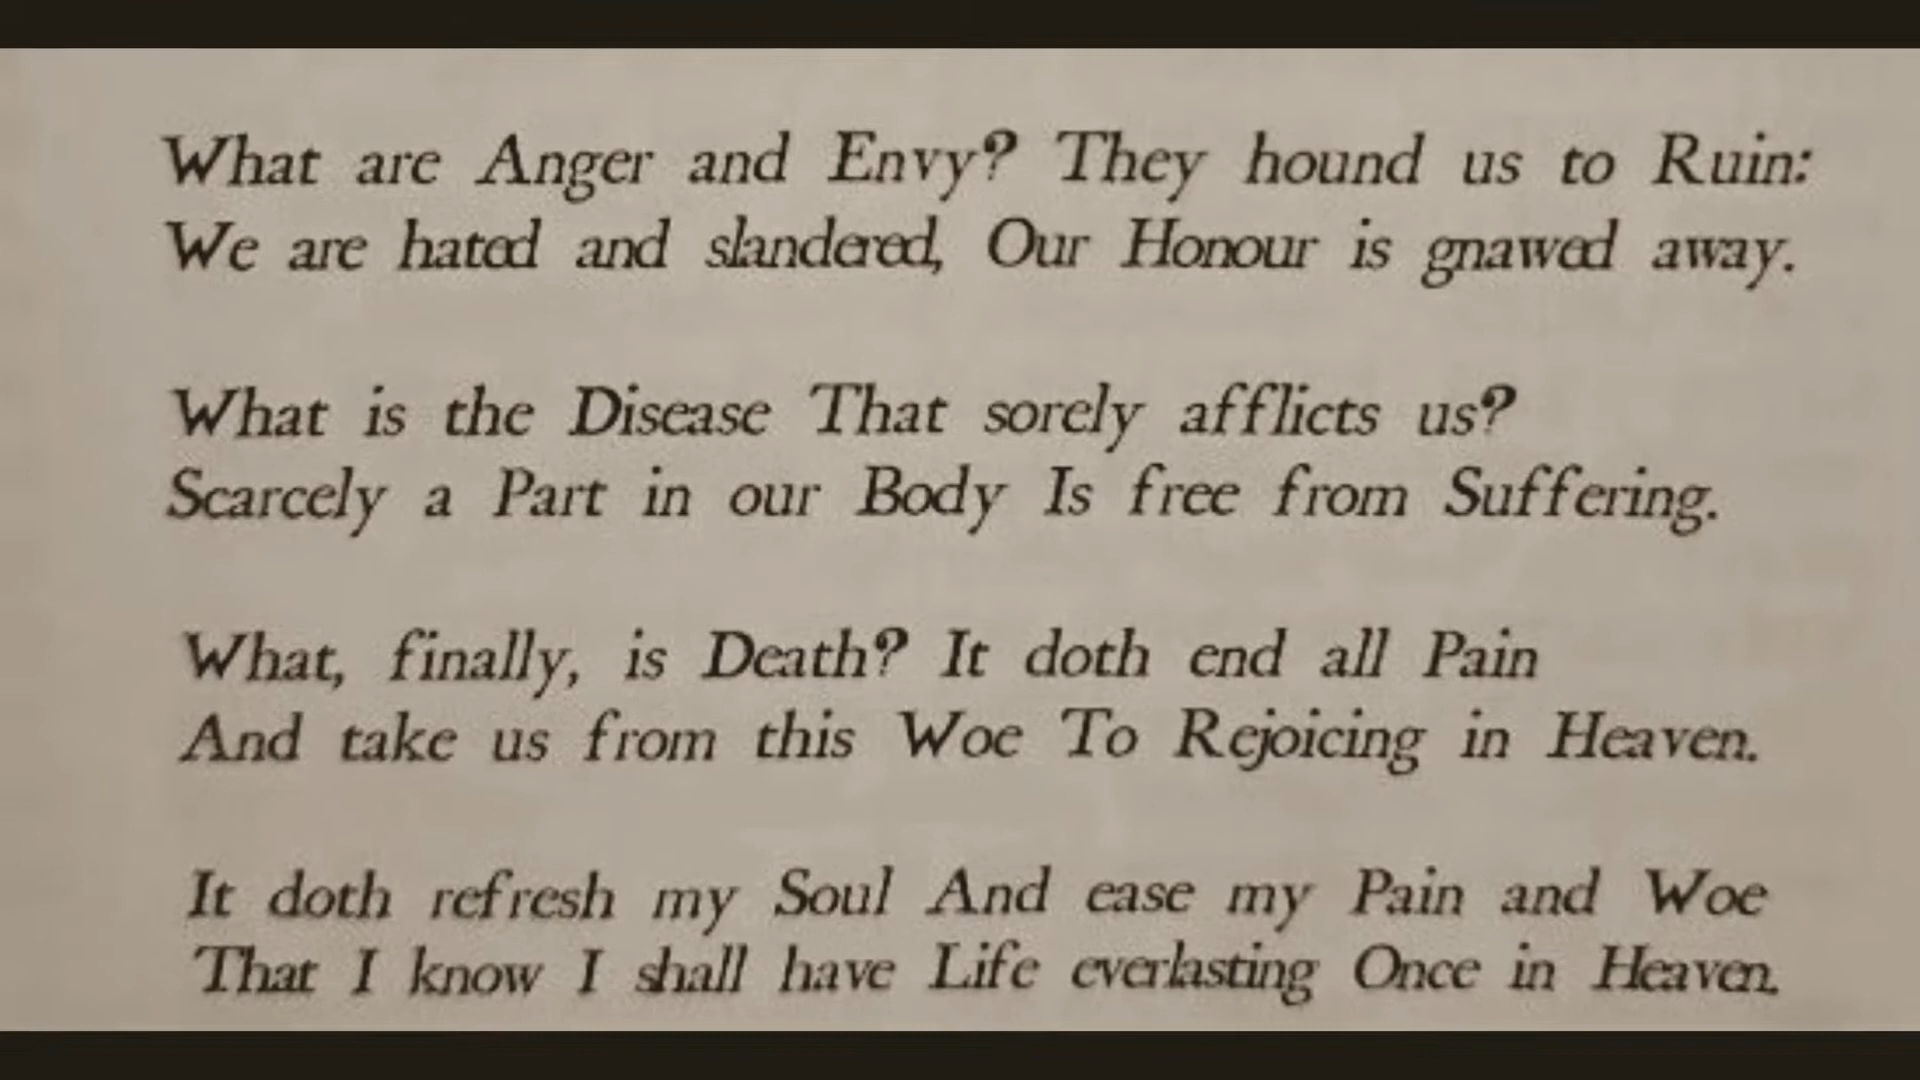 What are Anger and Envy? They hound us to Ruin:
We are hated and slandered, Our Honour is gnawed away.
What is the Disease That sorely afflicts us?
Scarcely a Part in our Body Is free from Suffering.
What, finally, is Death? It doth end all Pain
And take us from this Woe To Rejoicing in Heaven.
It doth refresh my Soul And ease my Pain and Woe
That I know I shall have Life everlasting Once in Heaven.